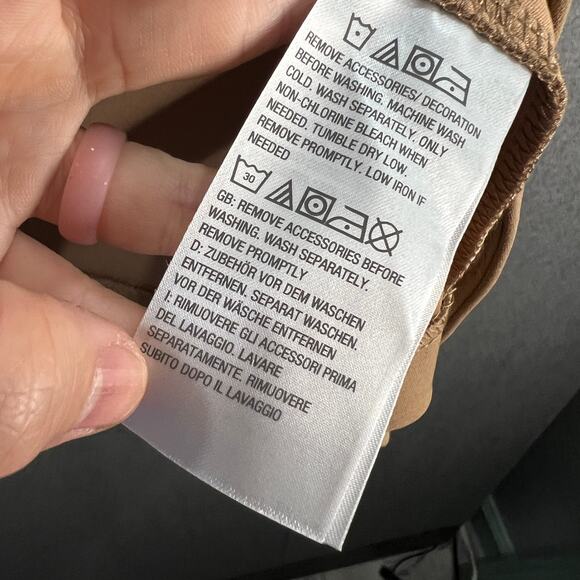 REMOVE ACCESSORIES/ DECORATION
BEFORE WASHING. MACHINE WASH
COLD. WASH SEPARATELY. ONLY
NON-CHLORINE BLEACH WHEN
NEEDED. TUMBLE DRY LOW.
REMOVE PROMPTLY. LOW IRON IF
NEEDED
30
GB: REMOVE ACCESSORIES BEFORE
WASHING. WASH SEPARATELY.
REMOVE PROMPTLY
D: ZUBEHÖR VOR DEM WASCHEN
ENTFERNEN. SEPARAT WASCHEN.
VOR DER WÄSCHE ENTFERNEN
I: RIMUOVERE GLI ACCESSORI PRIMA
DEL LAVAGGIO. LAVARE
SEPARATAMENTE. RIMUOVERE
SUBITO DOPO IL LAVAGGIO